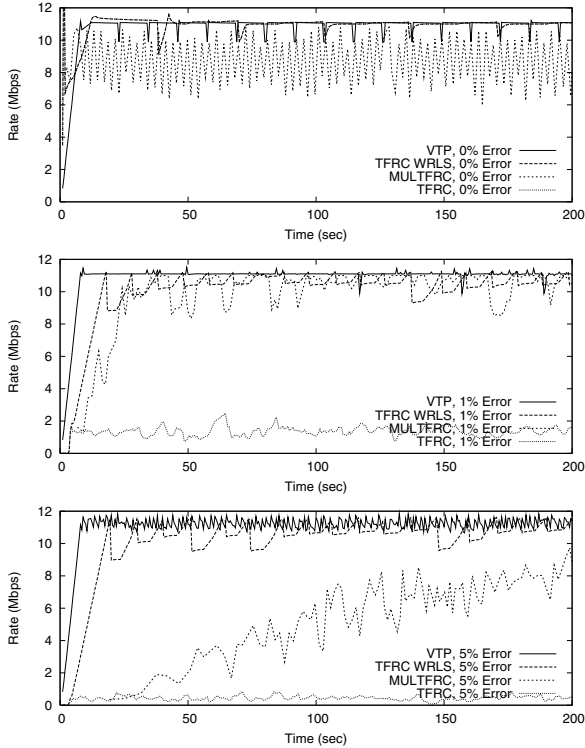 12
10
8
6
4
2
0
Rate (Mbps)
VTP, 0% Error
TFRC WRLS, 0% Error
MULTFRC, 0% Error
TFRC, 0% Error
0 50 100 150 200
Time (sec)
12
10
8
6
4
2
0
Rate (Mbps)
VTP, 1% Error
TFRC WRLS, 1% Error
MULTFRC, 1% Error
TFRC, 1% Error
0 50 100 150 200
Time (sec)
12
10
8
6
4
2
0
Rate (Mbps)
VTP, 5% Error
TFRC WRLS, 5% Error
MULTFRC, 5% Error
TFRC, 5% Error
0 50 100 150 200
Time (sec)